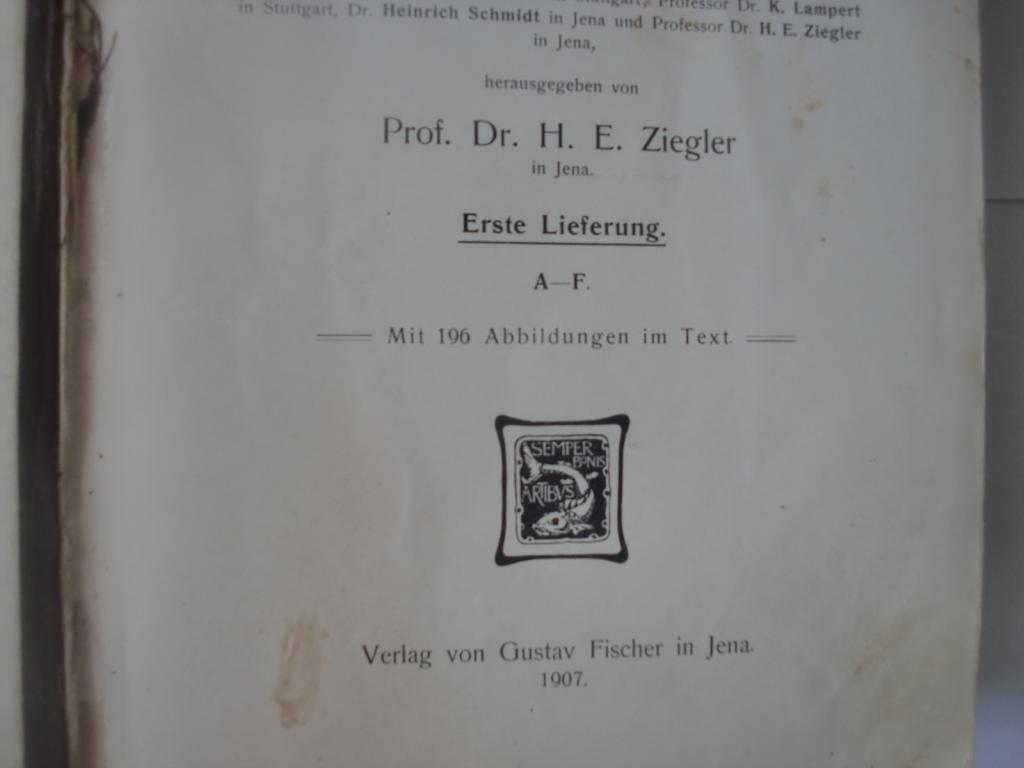 Stuttgart, Professor Dr. K. Lampert
in Stuttgart, Dr. Heinrich Schmidt in Jena und Professor Dr. H. E. Ziegler
in Jena,
herausgegeben von
Prof. Dr. H. E. Ziegler
in Jena.
Erste Lieferung.
A—F.
Mit 196 Abbildungen im Text.
SEMPER
BONIS
ARTIBVS
Verlag von Gustav Fischer in Jena.
1907.